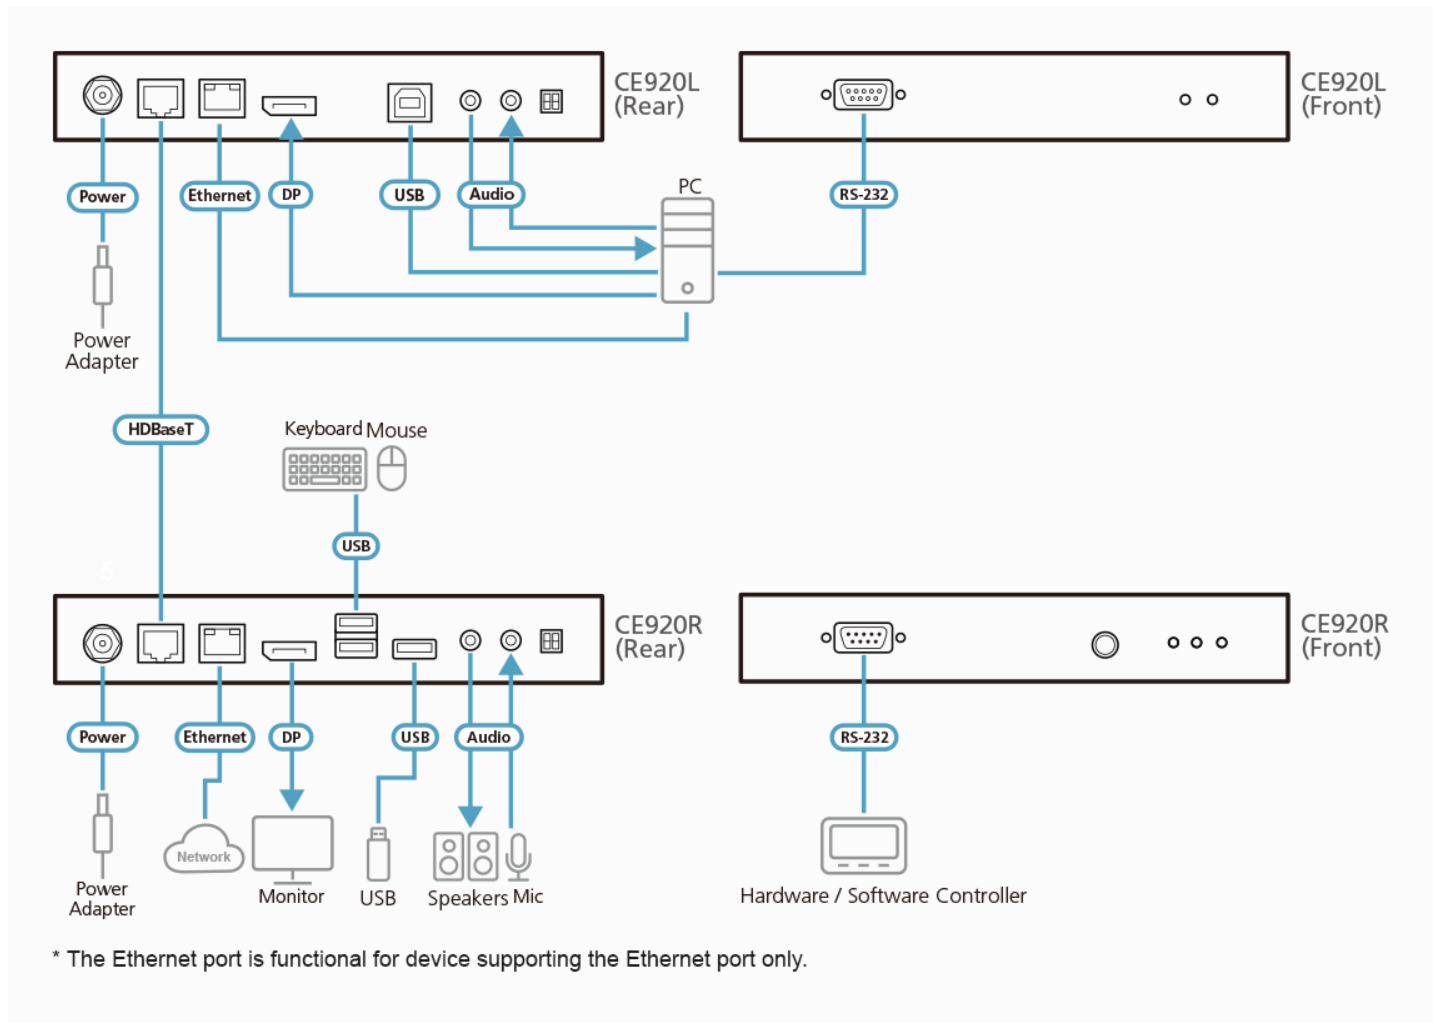 CE920L
(Rear)
CE920L
(Front)
Power
Ethernet
DP
USB
Audio
PC
RS-232
Power
Adapter
HDBaseT
Keyboard Mouse
USB
5
CE920R
(Rear)
CE920R
(Front)
Power
Ethernet
DP
USB
Audio
RS-232
Network
Power
Adapter
Monitor
USB
Speakers Mic
Hardware / Software Controller
* The Ethernet port is functional for device supporting the Ethernet port only.